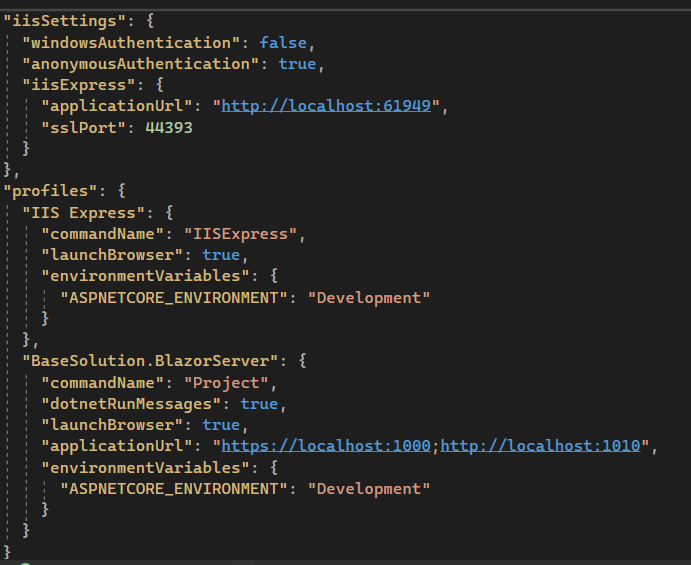 "iisSettings": {
"windowsAuthentication": false,
"anonymousAuthentication": true,
"iisExpress": {
"applicationUrl": "http://localhost:61949",
"sslPort": 44393
}
},
"profiles": {
"IIS Express": {
"commandName": "IISExpress",
"launchBrowser": true,
"environmentVariables": {
"ASPNETCORE_ENVIRONMENT": "Development"
}
},
"BaseSolution.BlazorServer": {
"commandName": "Project",
"dotnetRunMessages": true,
"launchBrowser": true,
"applicationUrl": "https://localhost:1000;http://localhost:1010",
"environmentVariables": {
"ASPNETCORE_ENVIRONMENT": "Development"
}
}
}